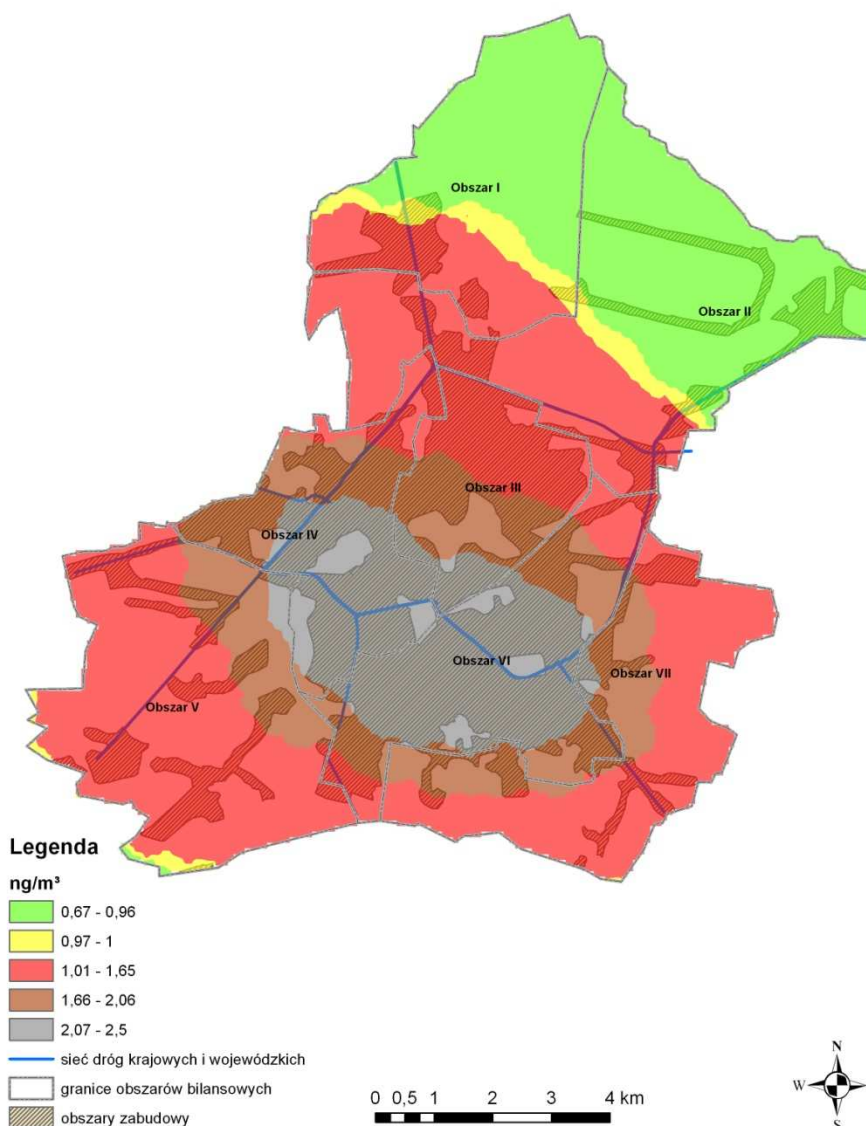 Obszar I
Obszar II
Obszar III
Obszar IV
Obszar VI
Obszar VII
Obszar V
Legenda
ng/m³
0,67 - 0,96
0,97 - 1
1,01 - 1,65
1,66 - 2,06
2,07 - 2,5
sieć dróg krajowych i wojewódzkich
granice obszarów bilansowych
obszary zabudowy
0 0,5 1 2 3 4 km
N
W E
S